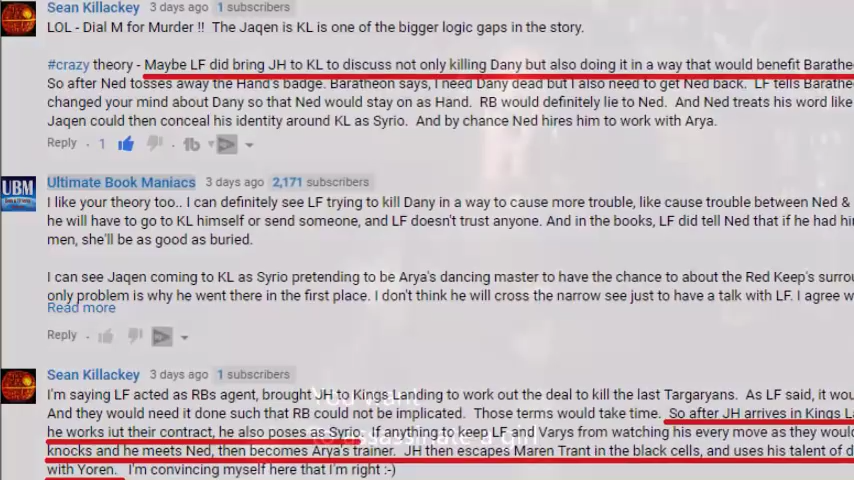 Sean Killackey 3 days ago 1 subscribers
LOL - Dial M for Murder !! The Jaqen is KL is one of the bigger logic gaps in the story.
#crazy theory - Maybe LF did bring JH to KL to discuss not only killing Dany but also doing it in a way that would benefit Barathe
So after Ned tosses away the Hand's badge. Baratheon says, I need Dany dead but I also need to get Ned back. LF tells Barathe
changed your mind about Dany so that Ned would stay on as Hand. RB would definitely lie to Ned. And Ned treats his word like
Jaqen could then conceal his identity around KL as Syrio. And by chance Ned hires him to work with Arya.
Reply · 1
Ultimate Book Maniacs 3 days ago 2,171 subscribers
UBM
I like your theory too.. I can definitely see LF trying to kill Dany in a way to cause more trouble, like cause trouble between Ned &
he will have to go to KL himself or send someone, and LF doesn't trust anyone. And in the books, LF did tell Ned that if he had hi
men, she'll be as good as buried.
I can see Jaqen coming to KL as Syrio pretending to be Arya's dancing master to have the chance to about the Red Keep's surrou
only problem is why he went there in the first place. I don't think he will cross the narrow see just to have a talk with LF. I agree w
Read more
Reply ·
Sean Killackey 3 days ago 1 subscribers
I'm saying LF acted as RBs agent, brought JH to Kings Landing to work out the deal to kill the last Targaryans. As LF said, it wou
You want
And they would need it done such that RB could not be implicated. Those terms would take time. So after JH arrives in Kings La
he works iut their contract, he also poses as Syrio. If anything to keep LF and Varys from watching his every move as they would
to assassinate a girl
knocks and he meets Ned, then becomes Arya's trainer. JH then escapes Maren Trant in the black cells, and uses his talent of d
with Yoren. I'm convincing myself here that I'm right :-)